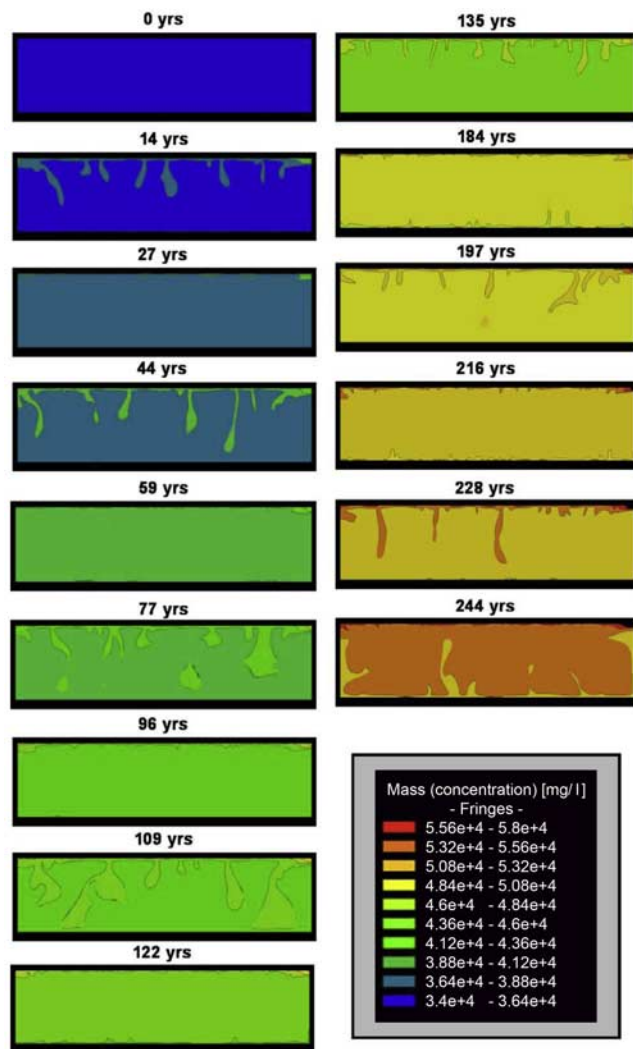 0 yrs
14 yrs
27 yrs
44 yrs
59 yrs
77 yrs
96 yrs
109 yrs
122 yrs
135 yrs
184 yrs
197 yrs
216 yrs
228 yrs
244 yrs
Mass (concentration) [mg/l]
- Fringes -
5.56e+4 - 5.8e+4
5.32e+4 - 5.56e+4
5.08e+4 - 5.32e+4
4.84e+4 - 5.08e+4
4.6e+4 - 4.84e+4
4.36e+4 - 4.6e+4
4.12e+4 - 4.36e+4
3.88e+4 - 4.12e+4
3.64e+4 - 3.88e+4
3.4e+4 - 3.64e+4